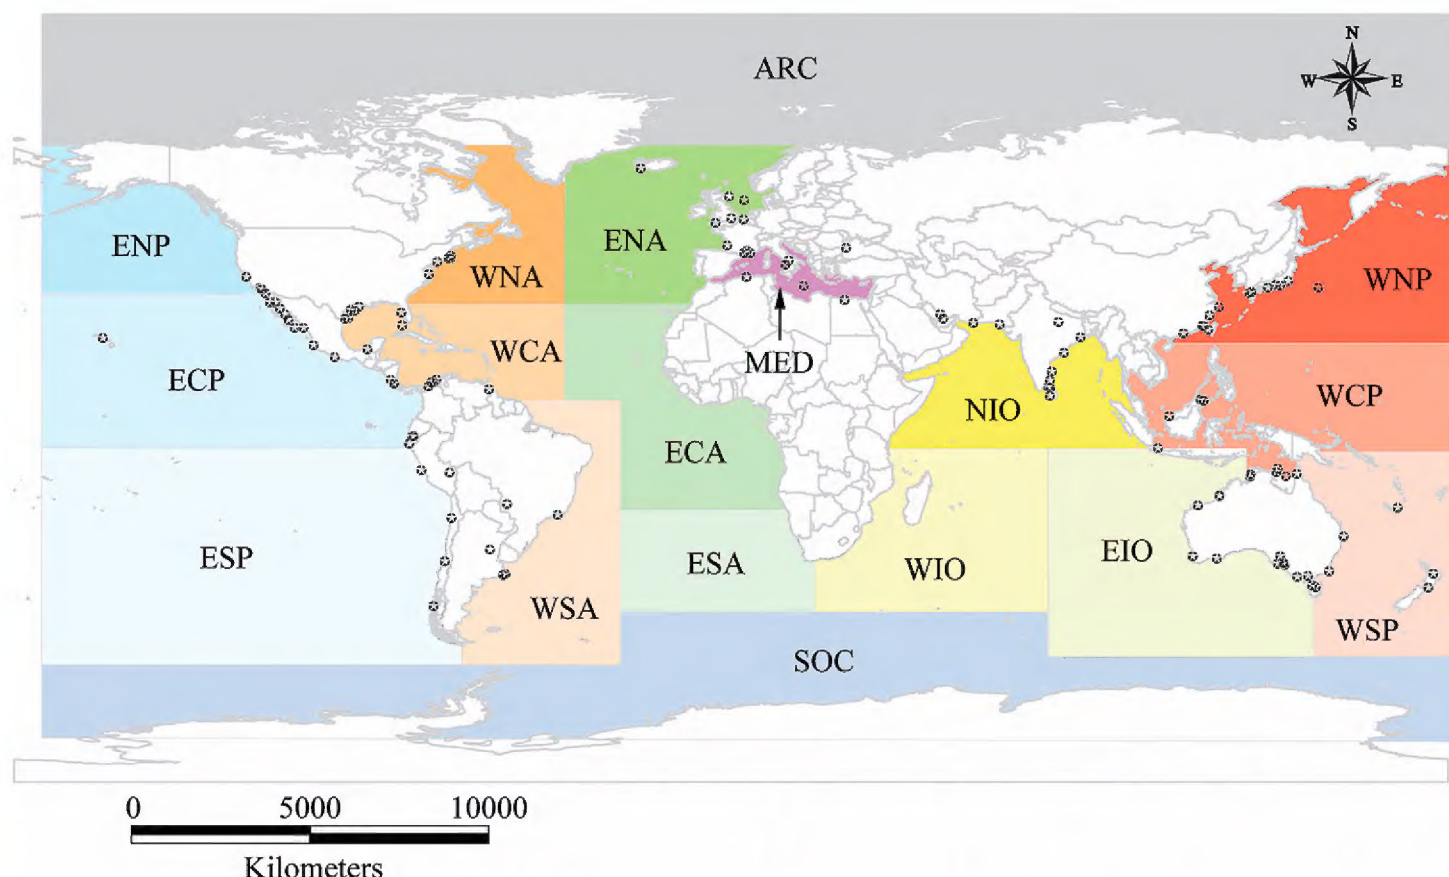 N
ARC
W E
S
ENP
ENA
WNA
WNP
WCA
MED
ECP
WCP
NIO
ECA
ESP
EIO
ESA
WIO
WSA
WSP
SOC
0 5000 10000
Kilometers